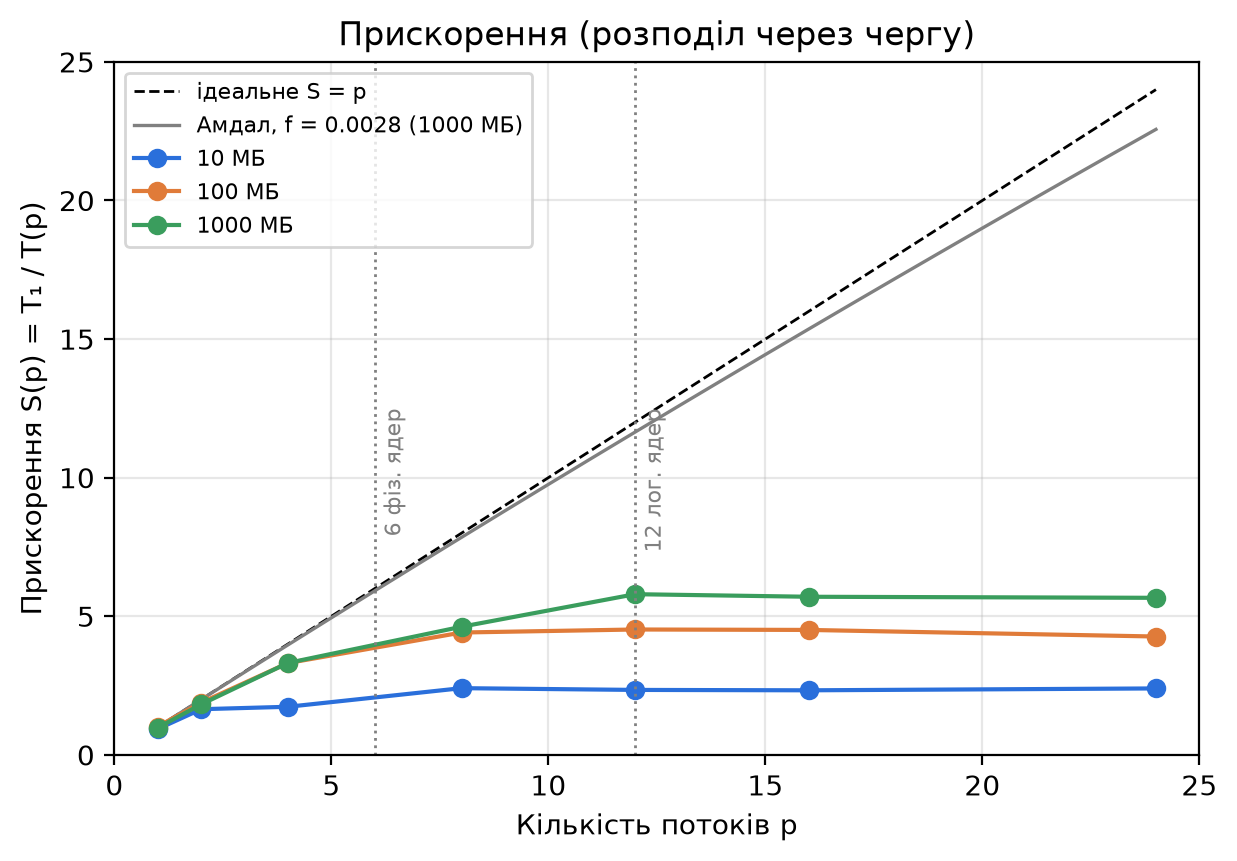 Прискорення (розподіл через чергу)
Прискорення S(p) = T₁ / T(p)
25
20
15
10
5
0
ідеальне S = p
Амдал, f = 0.0028 (1000 МБ)
10 МБ
100 МБ
1000 МБ
6 фіз. ядер
12 лог. ядер
0 5 10 15 20 25
Кількість потоків p